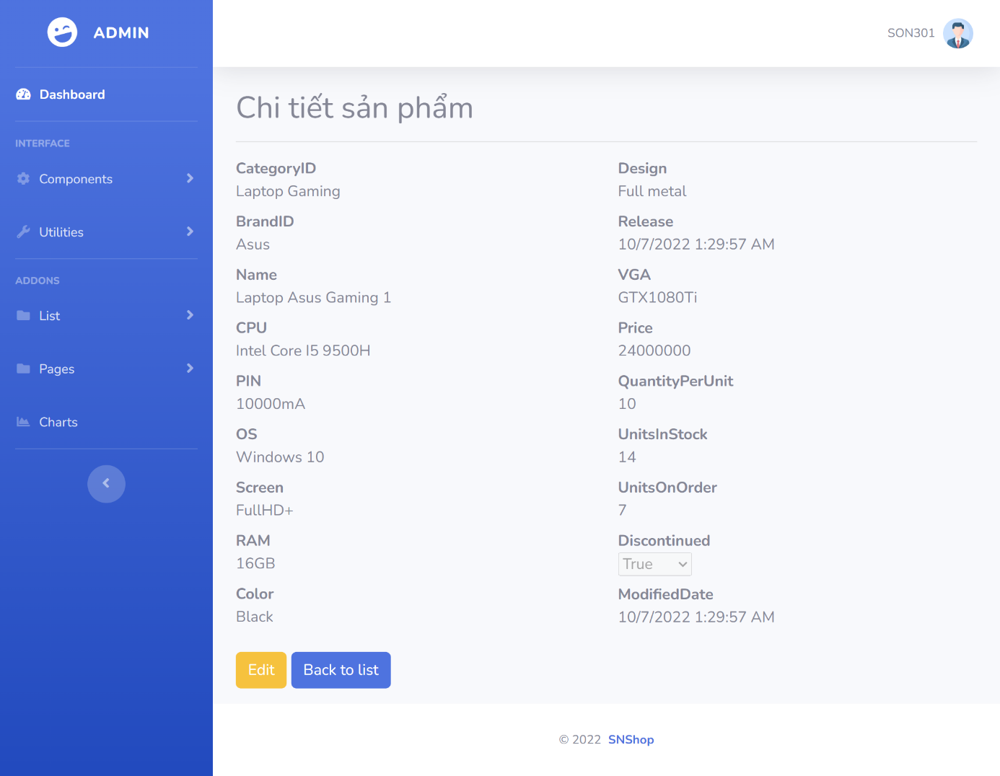 ADMIN
Dashboard
INTERFACE
Components
Utilities
ADDONS
List
Pages
Charts
SON301
Chi tiết sản phẩm
CategoryID
Laptop Gaming
BrandID
Asus
Name
Laptop Asus Gaming 1
CPU
Intel Core I5 9500H
PIN
10000mA
OS
Windows 10
Screen
FullHD+
RAM
16GB
Color
Black
Design
Full metal
Release
10/7/2022 1:29:57 AM
VGA
GTX1080Ti
Price
24000000
QuantityPerUnit
10
UnitsInStock
14
UnitsOnOrder
7
Discontinued
True
ModifiedDate
10/7/2022 1:29:57 AM
Edit Back to list
© 2022 SNShop